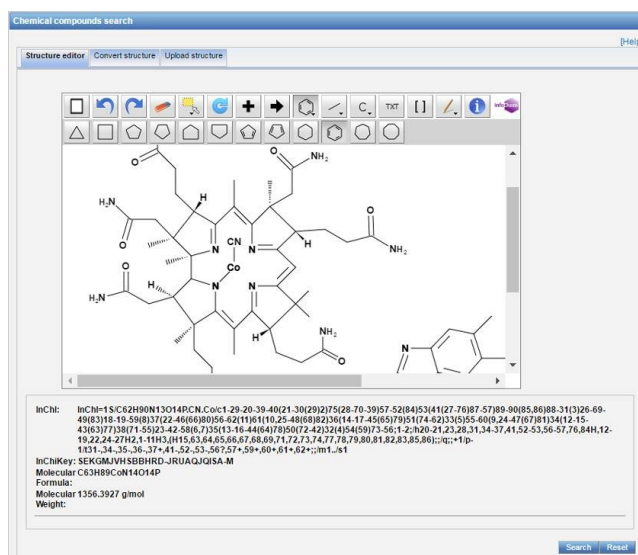 Chemical compounds search
[Help
Structure editor Convert structure Upload structure
C TXT [ ] InfoChem
O NH₂
O
H
H₂N
O
CN
N N
O
NH₂
H
Co
O
H
N N
H₂N
O
NH₂
H
O
N
InChI: InChI=1S/C62H90N13O14P.CN.Co/c1-29-20-39-40(21-30(29)2)75(28-70-39)57-52(84)53(41(27-76)87-57)89-90(85,86)88-31(3)26-69-
49(83)18-19-59(8)37(22-46(66)80)56-62(11)61(10,25-48(68)82)36(14-17-45(65)79)51(74-62)33(5)55-60(9,24-47(67)81)34(12-15-
43(63)77)38(71-55)23-42-58(6,7)35(13-16-44(64)78)50(72-42)32(4)54(59)73-56;1-2;/h20-21,23,28,31,34-37,41,52-53,56-57,76,84H,12-
19,22,24-27H2,1-11H3,(H15,63,64,65,66,67,68,69,71,72,73,74,77,78,79,80,81,82,83,85,86);;/q;;+1/p-
1/t31-,34-,35-,36-,37+,41-,52-,53-,56?,57+,59+,60+,61+,62+;;/m1../s1
InChiKey: SEKGMJVHSBBHRD-JRUAQJQISA-M
Molecular C63H89CoN14O14P
Formula:
Molecular 1356.3927 g/mol
Weight:
Search Reset